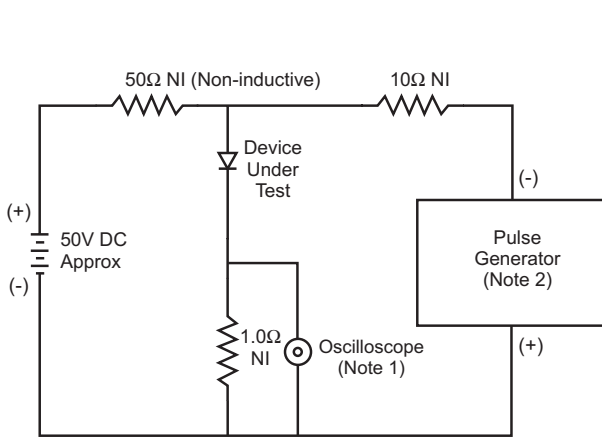 50Ω NI (Non-inductive)
10Ω NI
Device
Under
Test
(+)
50V DC
Approx
(-)
(-)
Pulse
Generator
(Note 2)
(+)
1.0Ω
NI
Oscilloscope
(Note 1)